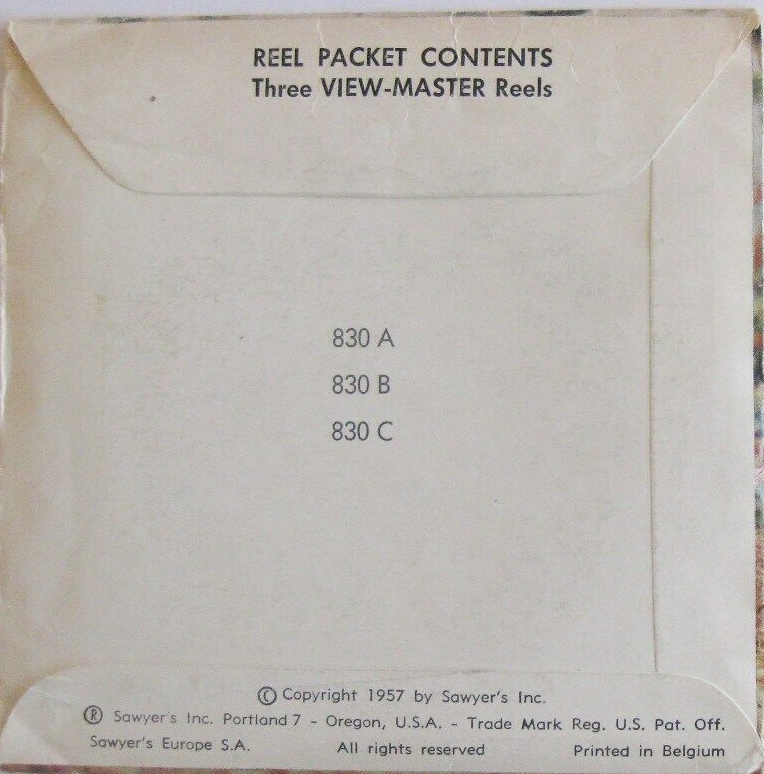 REEL PACKET CONTENTS
Three VIEW-MASTER Reels
830 A
830 B
830 C
© Copyright 1957 by Sawyer's Inc.
® Sawyer's Inc. Portland 7 - Oregon, U.S.A. - Trade Mark Reg. U.S. Pat. Off.
Sawyer's Europe S.A. All rights reserved Printed in Belgium